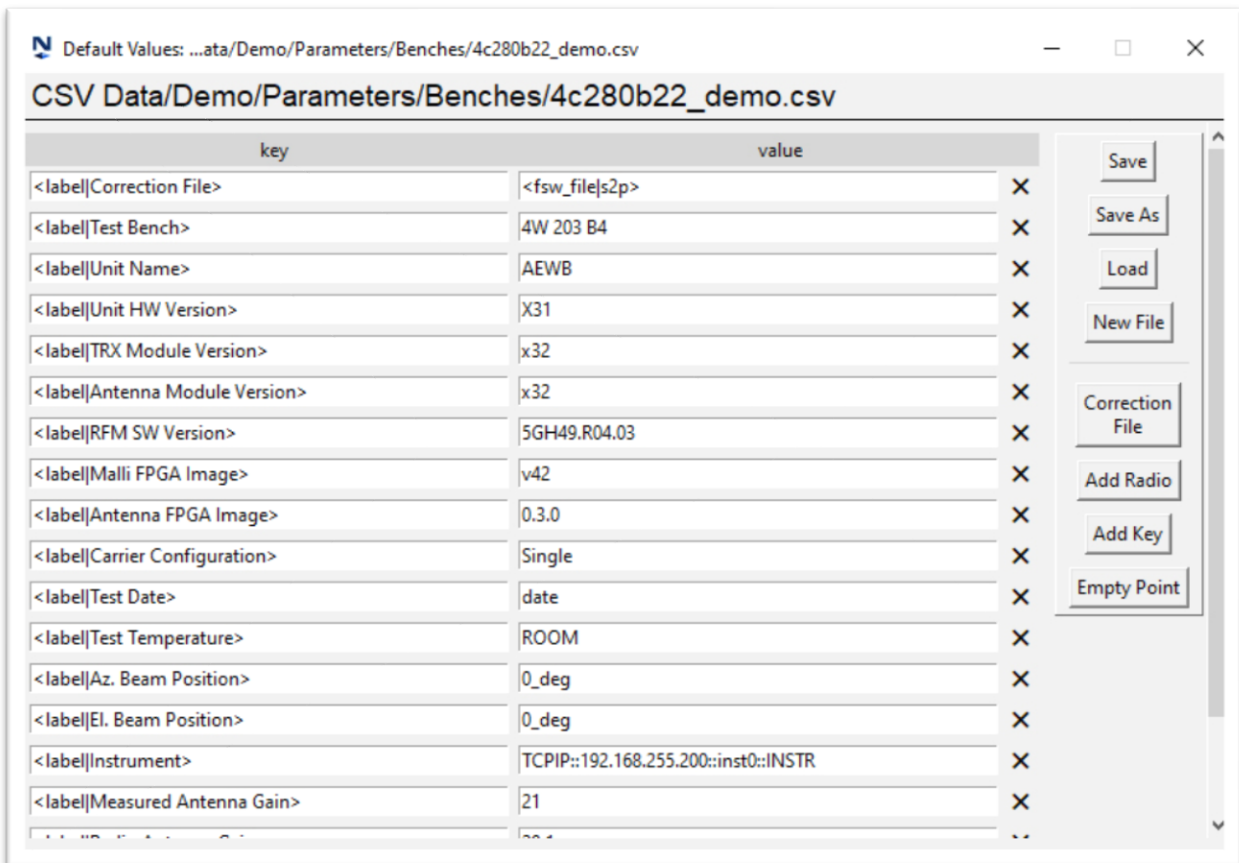 Default Values: ...ata/Demo/Parameters/Benches/4c280b22_demo.csv
CSV Data/Demo/Parameters/Benches/4c280b22_demo.csv
key value
<label|Correction File> <fsw_file|s2p>
<label|Test Bench> 4W 203 B4
<label|Unit Name> AEWB
<label|Unit HW Version> X31
<label|TRX Module Version> x32
<label|Antenna Module Version> x32
<label|RFM SW Version> 5GH49.R04.03
<label|Malli FPGA Image> v42
<label|Antenna FPGA Image> 0.3.0
<label|Carrier Configuration> Single
<label|Test Date> date
<label|Test Temperature> ROOM
<label|Az. Beam Position> 0_deg
<label|El. Beam Position> 0_deg
<label|Instrument> TCPIP::192.168.255.200::inst0::INSTR
<label|Measured Antenna Gain> 21
Save
Save As
Load
New File
Correction
File
Add Radio
Add Key
Empty Point